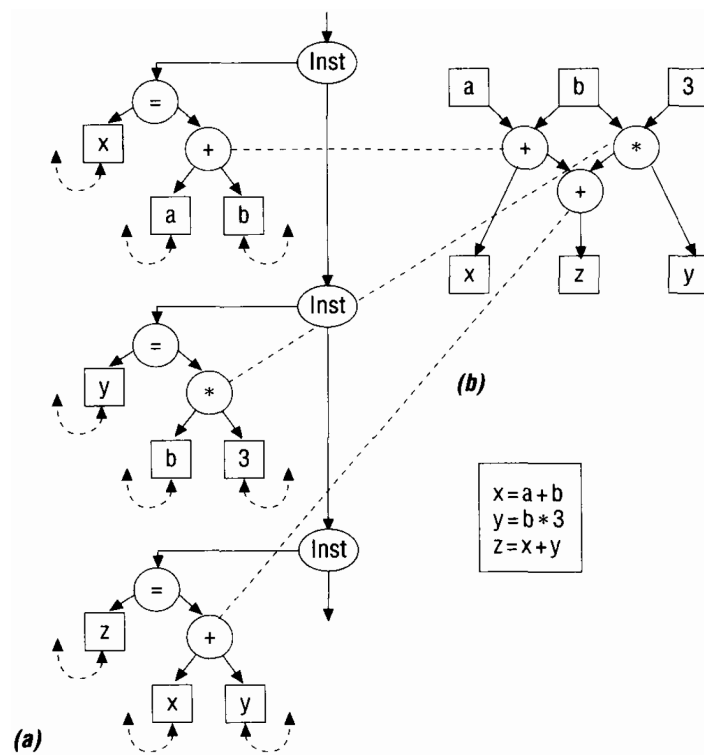 Inst
=
x
+
a
b
Inst
=
y
*
b
3
Inst
=
z
+
x
y
(a)
a
b
3
+
*
+
x
z
y
(b)
x=a+b
y=b*3
z=x+y